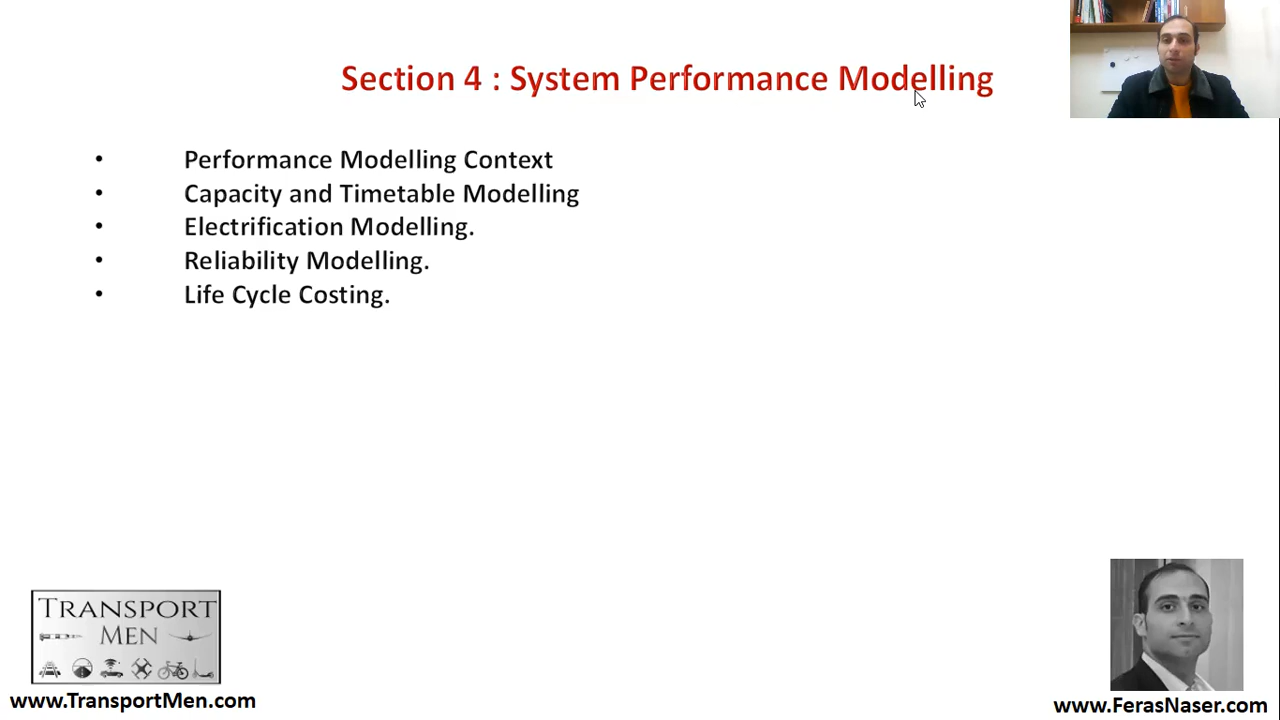 Section 4 : System Performance Modelling
• Performance Modelling Context
• Capacity and Timetable Modelling
• Electrification Modelling.
• Reliability Modelling.
• Life Cycle Costing.
TRANSPORT
MEN
www.TransportMen.com
www.FerasNaser.com